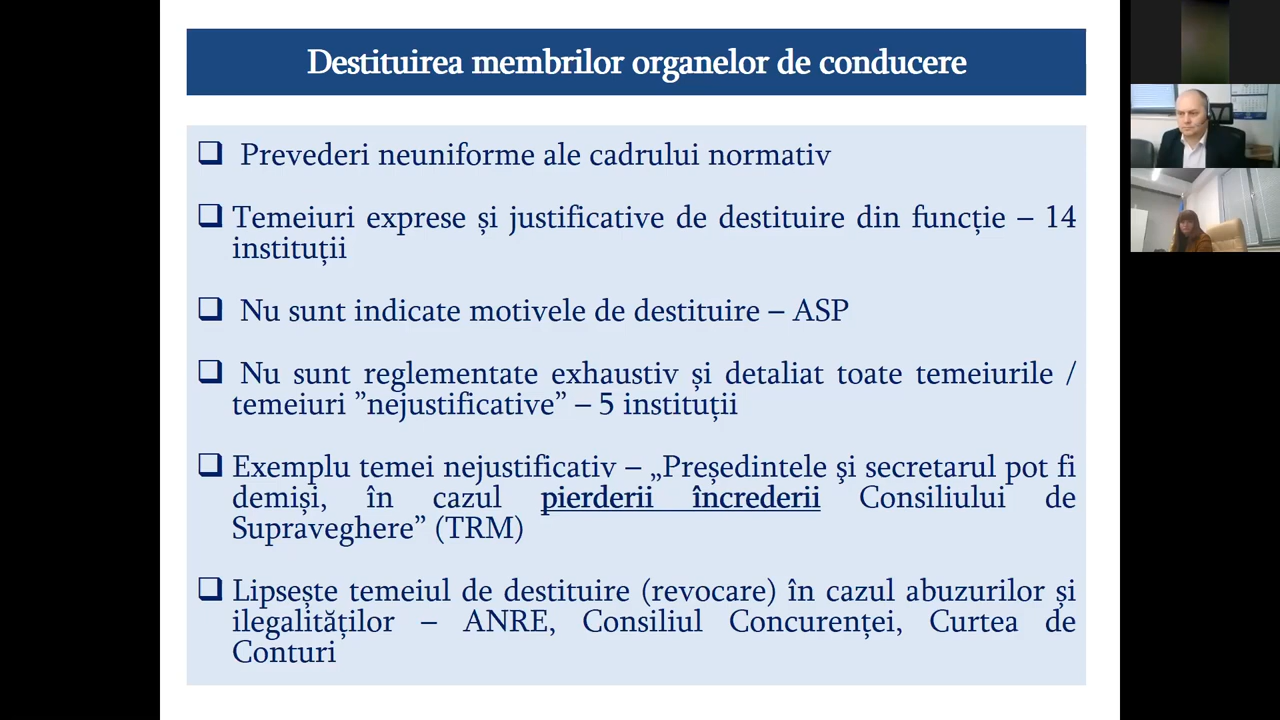 Destituirea membrilor organelor de conducere
Prevederi neuniforme ale cadrului normativ
Temeiuri exprese și justificative de destituire din funcție – 14
instituții
Nu sunt indicate motivele de destituire – ASP
Nu sunt reglementate exhaustiv și detaliat toate temeiurile /
temeiuri ”nejustificative” – 5 instituții
Exemplu temei nejustificativ – „Președintele şi secretarul pot fi
demiși, în cazul pierderii încrederii Consiliului de
Supraveghere” (TRM)
Lipsește temeiul de destituire (revocare) în cazul abuzurilor și
ilegalităților – ANRE, Consiliul Concurenței, Curtea de
Conturi